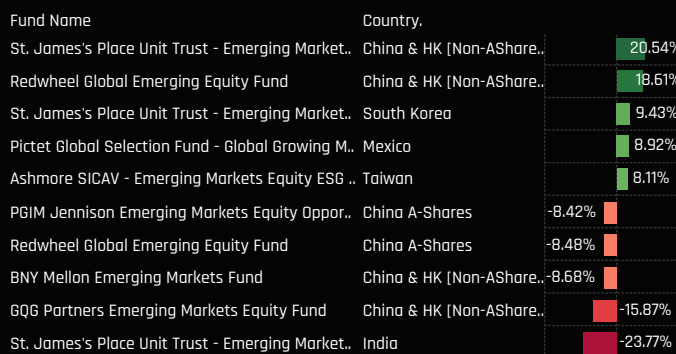 Fund Name Country.
St. James's Place Unit Trust - Emerging Market.. China & HK [Non-AShare.. 20.54%
Redwheel Global Emerging Equity Fund China & HK [Non-AShare.. 18.61%
St. James's Place Unit Trust - Emerging Market.. South Korea 9.43%
Pictet Global Selection Fund - Global Growing M.. Mexico 8.92%
Ashmore SICAV - Emerging Markets Equity ESG .. Taiwan 8.11%
PGIM Jennison Emerging Markets Equity Oppor.. China A-Shares -8.42%
Redwheel Global Emerging Equity Fund China A-Shares -8.48%
BNY Mellon Emerging Markets Fund China & HK [Non-AShare.. -8.68%
GQG Partners Emerging Markets Equity Fund China & HK [Non-AShare.. -15.87%
St. James's Place Unit Trust - Emerging Market.. India -23.77%